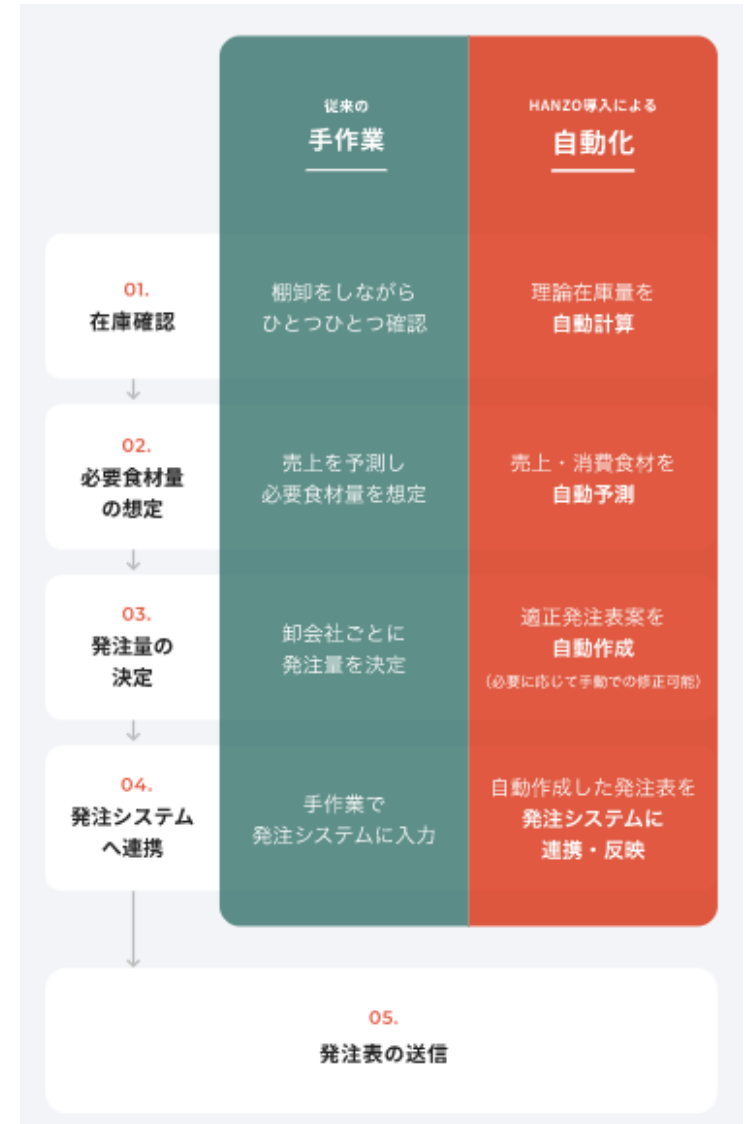 従来の
手作業
HANZO導入による
自動化
01.
在庫確認
棚卸をしながら
ひとつひとつ確認
理論在庫量を
自動計算
02.
必要食材量
の想定
売上を予測し
必要食材量を想定
売上・消費食材を
自動予測
03.
発注量の
決定
卸会社ごとに
発注量を決定
適正発注表案を
自動作成
(必要に応じて手動での修正可能)
04.
発注システム
へ連携
手作業で
発注システムに入力
自動作成した発注表を
発注システムに
連携・反映
05.
発注表の送信